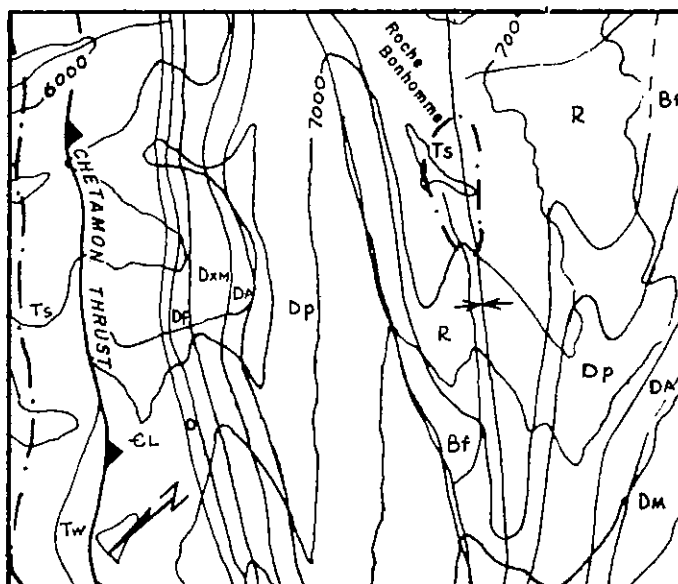 6000
Roche
Bonhomme
700
7000
R
Bf
Ts
CHETAMON THRUST
Ts
DxM
DA
Df
Dp
R
Dp
DA
O
ЄL
Bf
Tw
DM